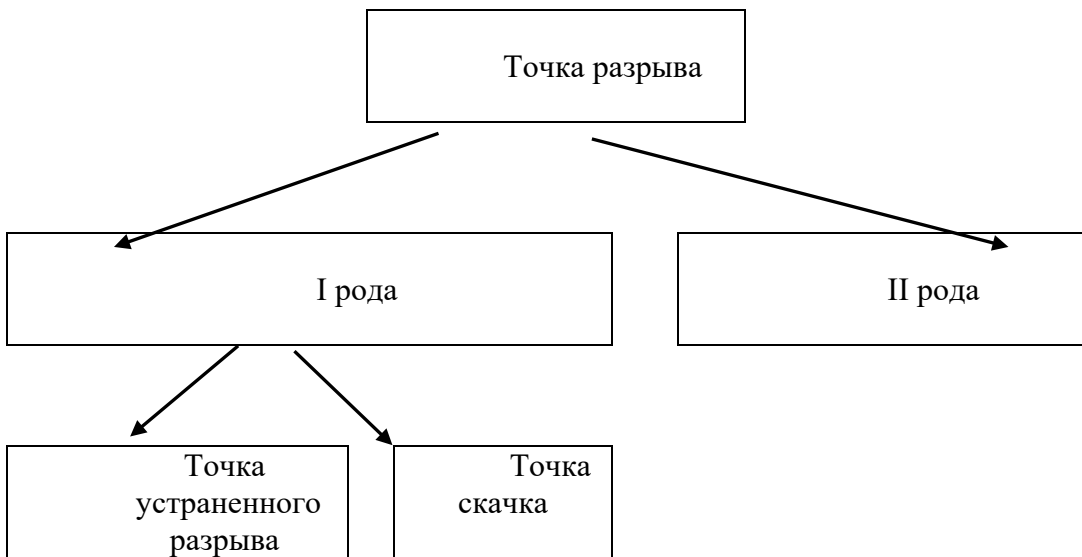 Точка разрыва
I рода
II рода
Точка
устраненного
разрыва
Точка
скачка